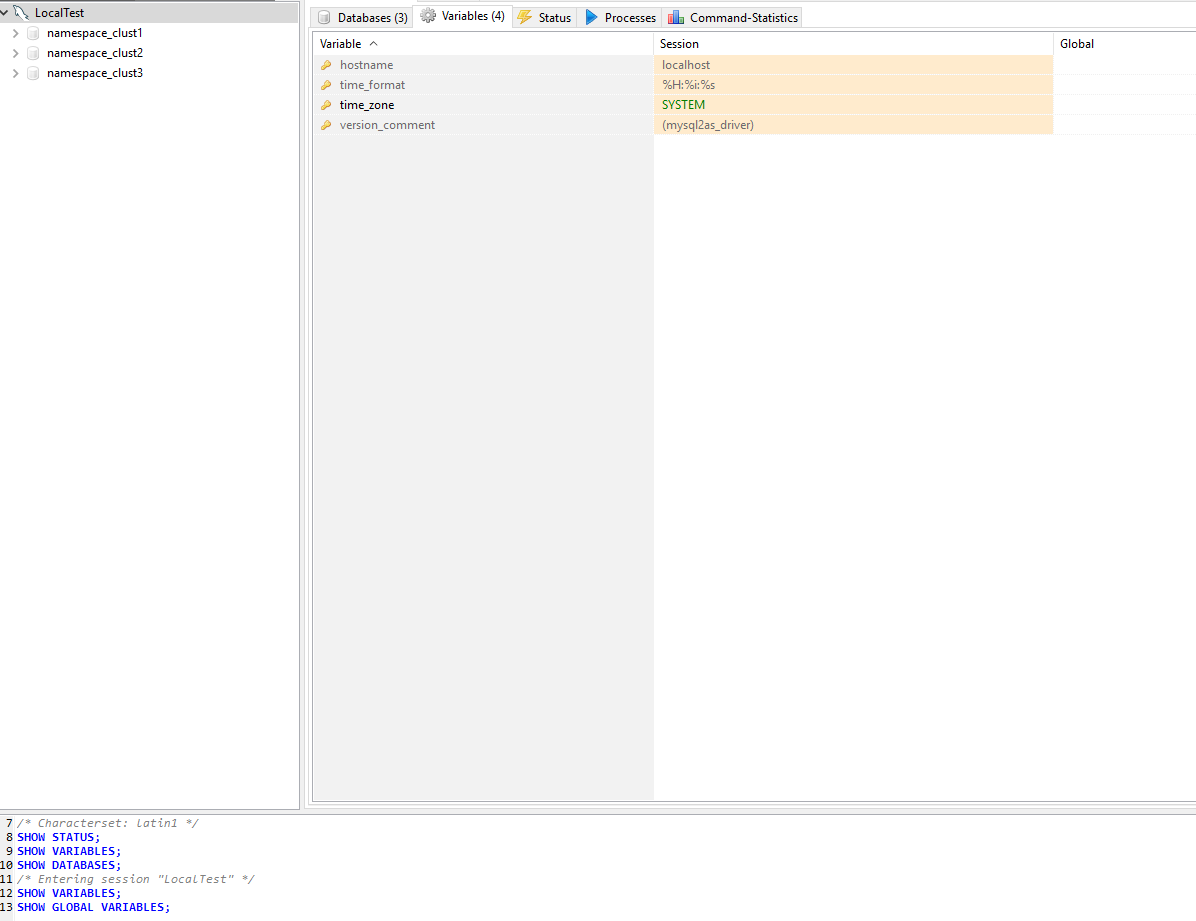 LocalTest
namespace_clust1
namespace_clust2
namespace_clust3
Databases (3) Variables (4) Status Processes Command-Statistics
Variable Session Global
hostname localhost
time_format %H:%i:%s
time_zone SYSTEM
version_comment (mysql2as_driver)
7 /* Characterset: latin1 */
8 SHOW STATUS;
9 SHOW VARIABLES;
10 SHOW DATABASES;
11 /* Entering session "LocalTest" */
12 SHOW VARIABLES;
13 SHOW GLOBAL VARIABLES;